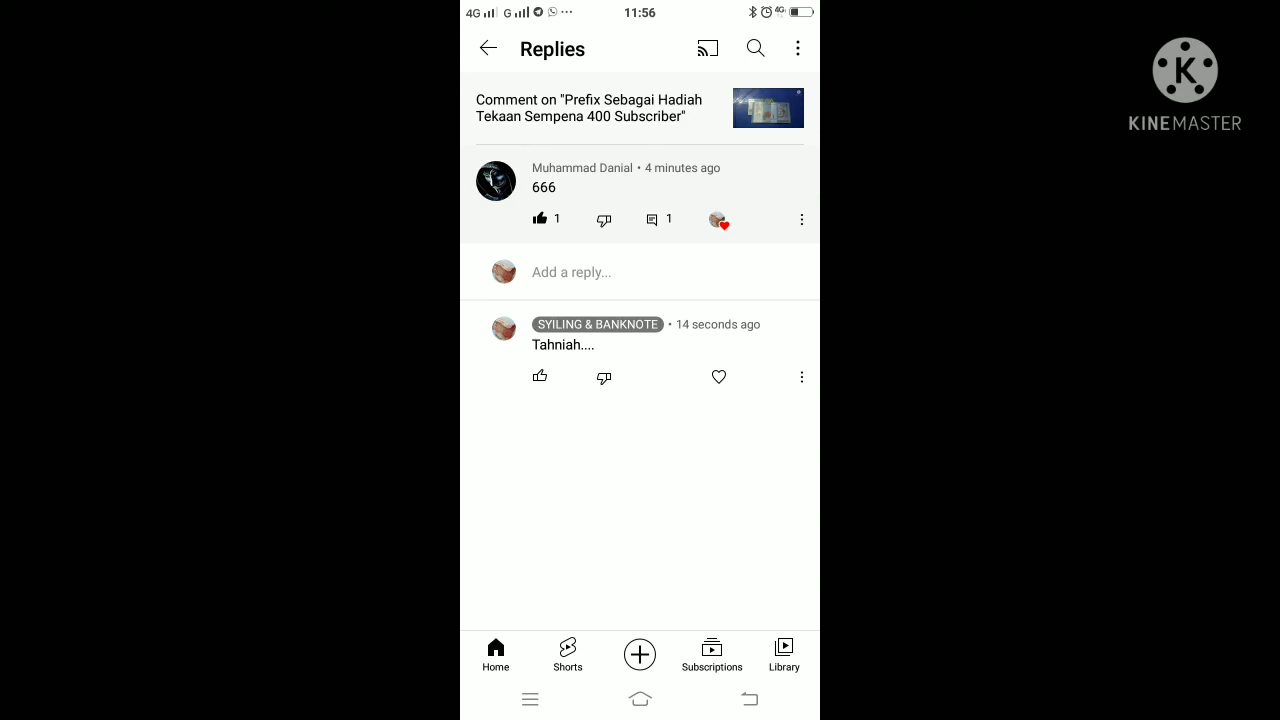 4G G 11:56 4G
Replies
Comment on "Prefix Sebagai Hadiah
Tekaan Sempena 400 Subscriber"
Muhammad Danial • 4 minutes ago
666
1 1
Add a reply...
SYILING & BANKNOTE • 14 seconds ago
Tahniah....
Home Shorts Subscriptions Library
K
KINEMASTER